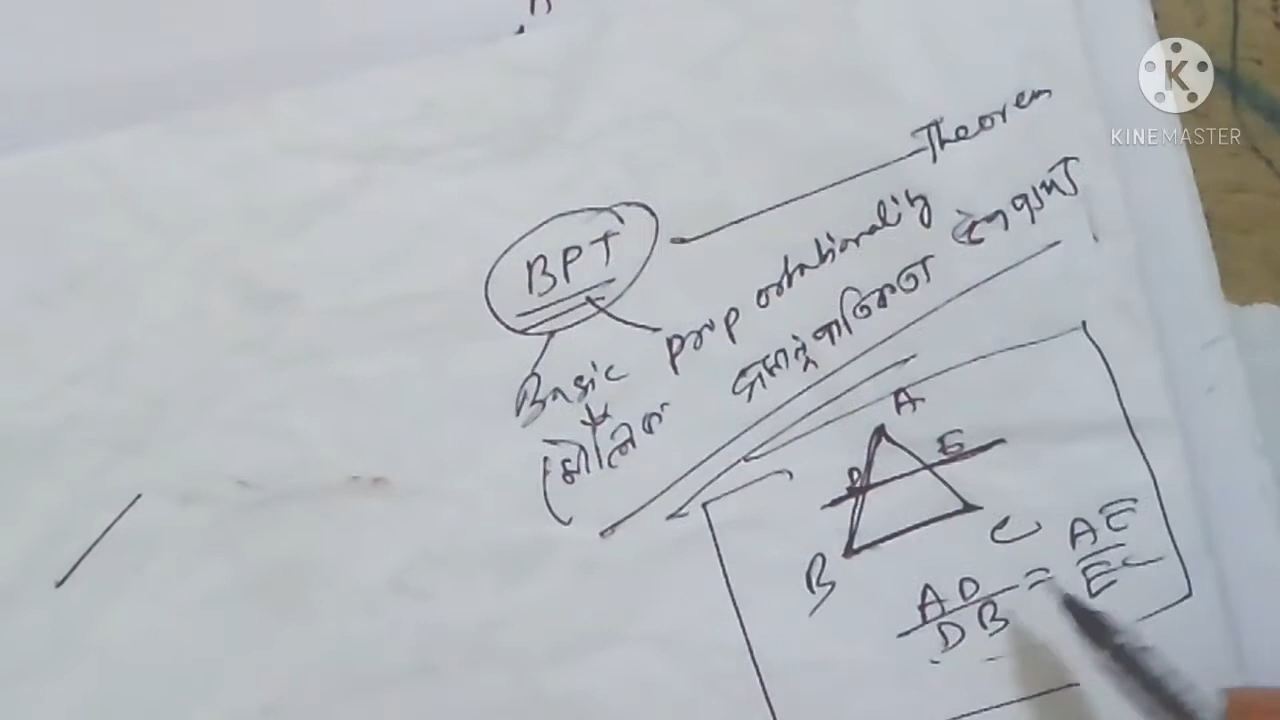 K
KINEMASTER
Theorem
BPT
Basic proportionality
মৌলিক সমানুপাতিকতা উপপাদ্য
A
D E
B C
AD/DB = AE/EC